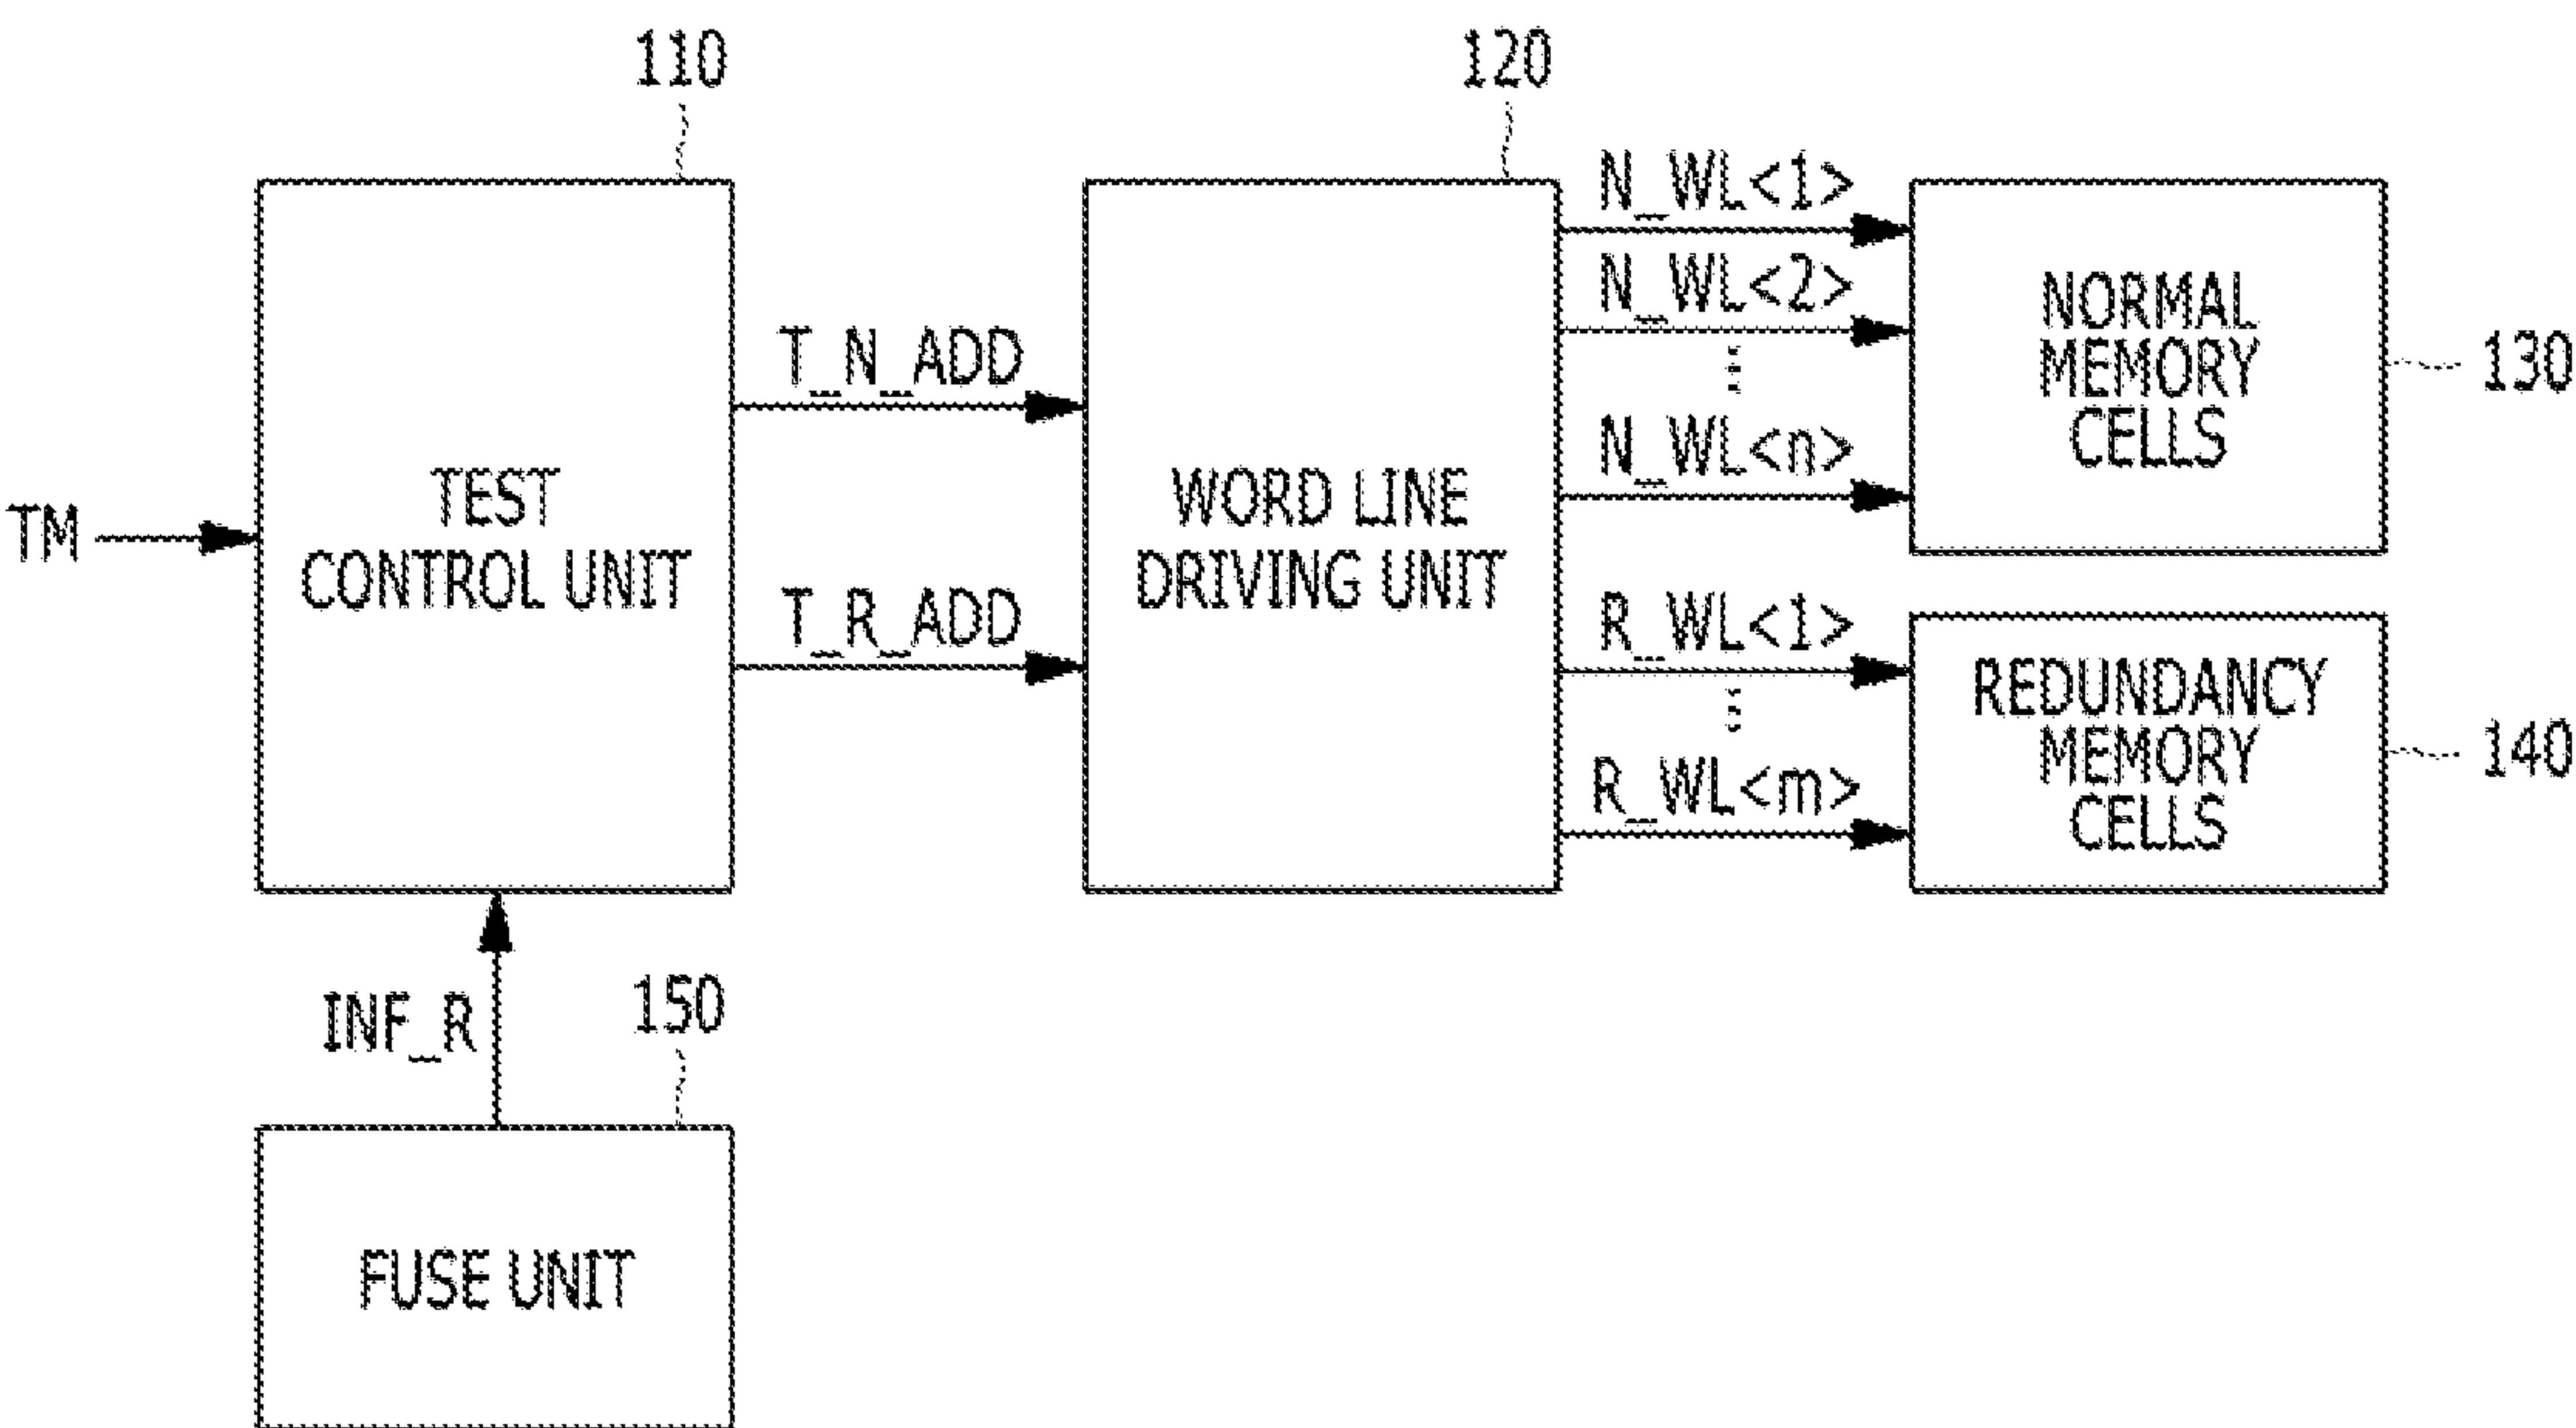 110
120
N_WL<1>
N_WL<2>
⋮
N_WL<n>
NORMAL
MEMORY
CELLS
130
T_N_ADD
TM
TEST
CONTROL UNIT
WORD LINE
DRIVING UNIT
T_R_ADD
R_WL<1>
⋮
R_WL<m>
REDUNDANCY
MEMORY
CELLS
140
INF_R
150
FUSE UNIT